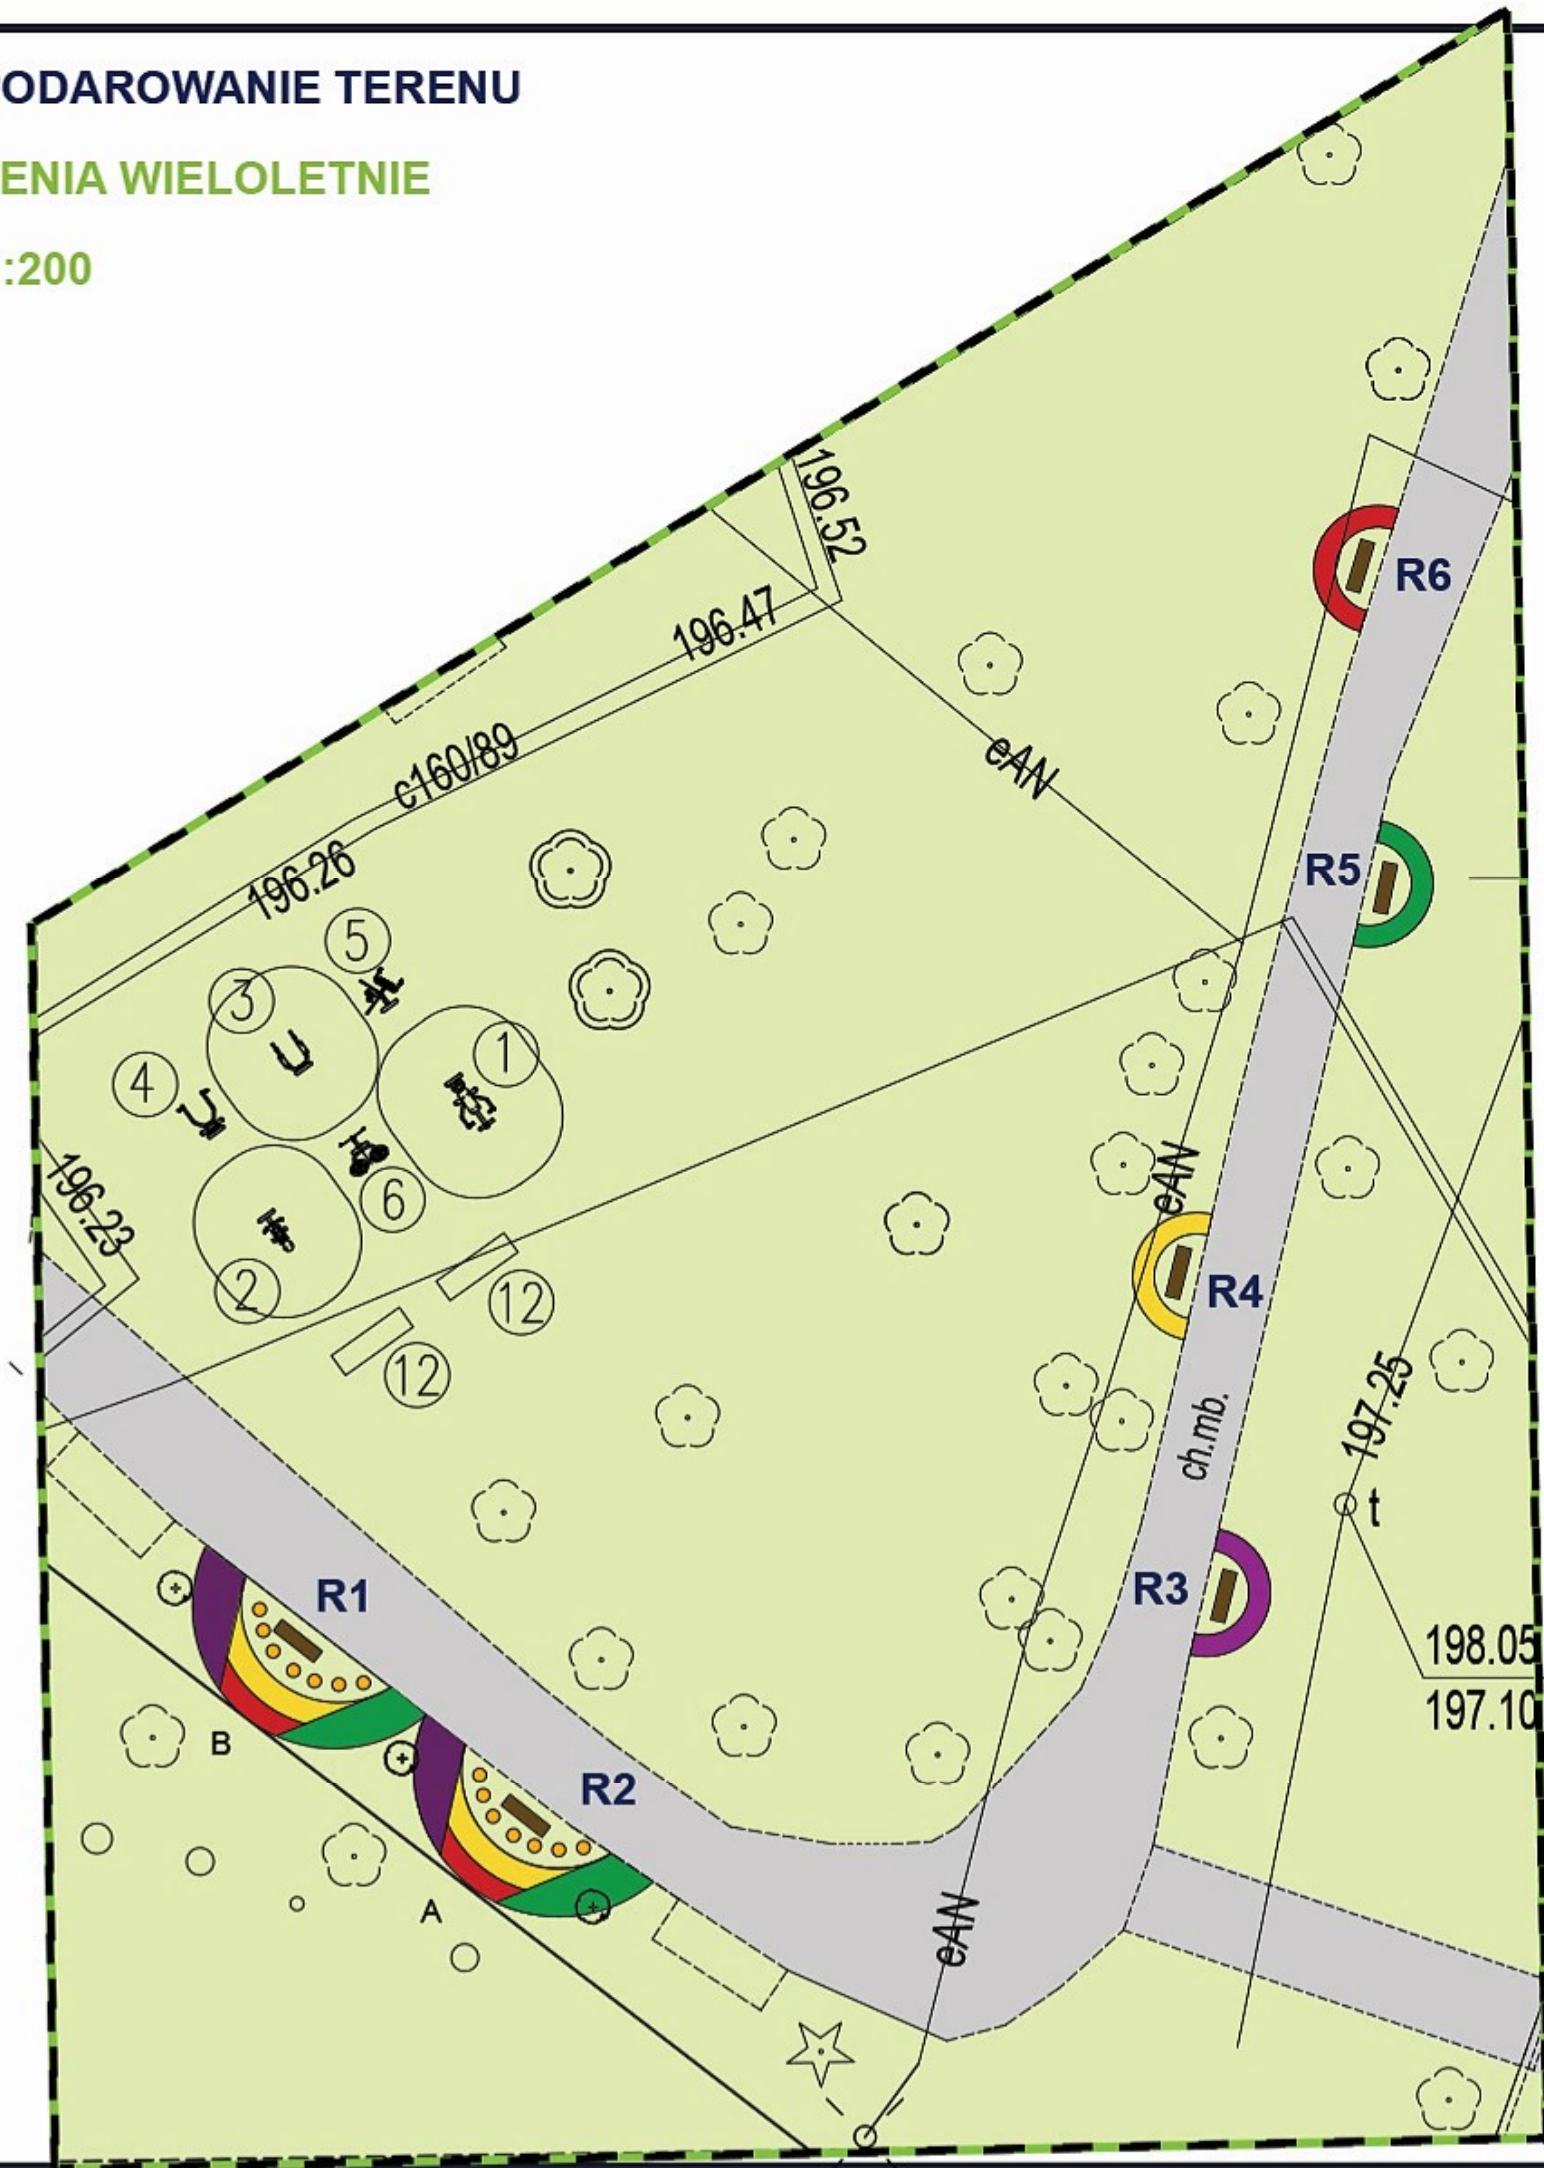 ODAROWANIE TERENU
ENIA WIELOLETNIE
:200
196.52
196.47
R6
eAN
c160/89
196.26
R5
5
3
1
4
6
196.23
2
12
12
eAN
R4
197.25
ch.mb.
t
R1
R3
198.05
197.10
B
R2
A
eAN